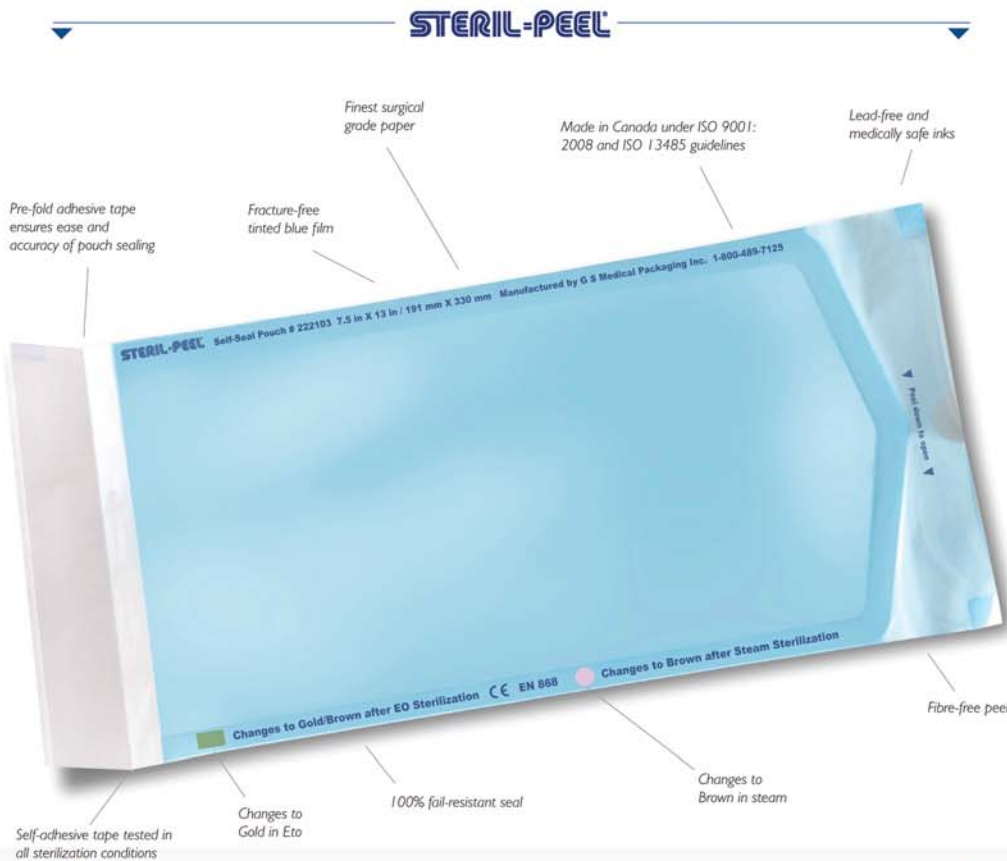 STERIL-PEEL
Finest surgical
grade paper
Made in Canada under ISO 9001:
2008 and ISO 13485 guidelines
Lead-free and
medically safe inks
Pre-fold adhesive tape
ensures ease and
accuracy of pouch sealing
Fracture-free
tinted blue film
STERIL-PEEL Self-Seal Pouch # 222103 7.5 in X 13 in / 191 mm X 330 mm Manufactured by G S Medical Packaging Inc. 1-800-489-7125
Peel down to open
Changes to Gold/Brown after EO Sterilization CE EN 868 Changes to Brown after Steam Sterilization
Fibre-free peel
Changes to
Brown in steam
100% fail-resistant seal
Changes to
Gold in Eto
Self-adhesive tape tested in
all sterilization conditions